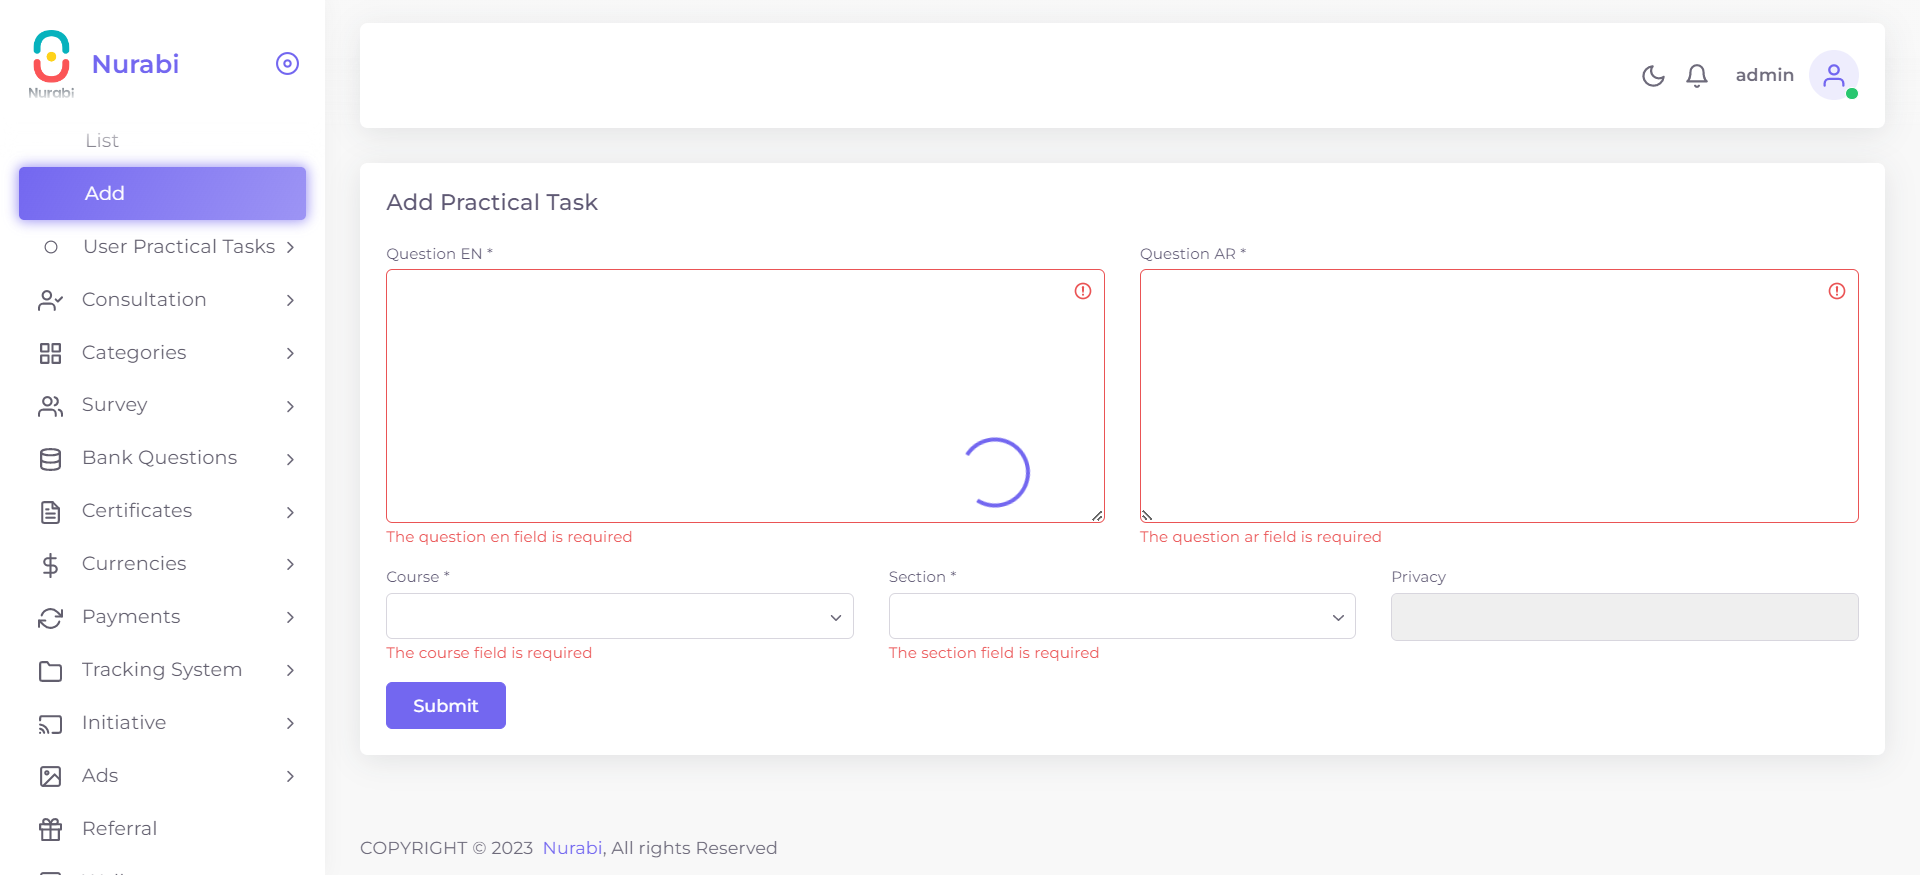 Nurabi
Nurabi
List
Add
User Practical Tasks
Consultation
Categories
Survey
Bank Questions
Certificates
Currencies
Payments
Tracking System
Initiative
Ads
Referral
admin
Add Practical Task
Question EN *
Question AR *
The question en field is required
The question ar field is required
Course *
Section *
Privacy
The course field is required
The section field is required
Submit
COPYRIGHT © 2023 Nurabi, All rights Reserved